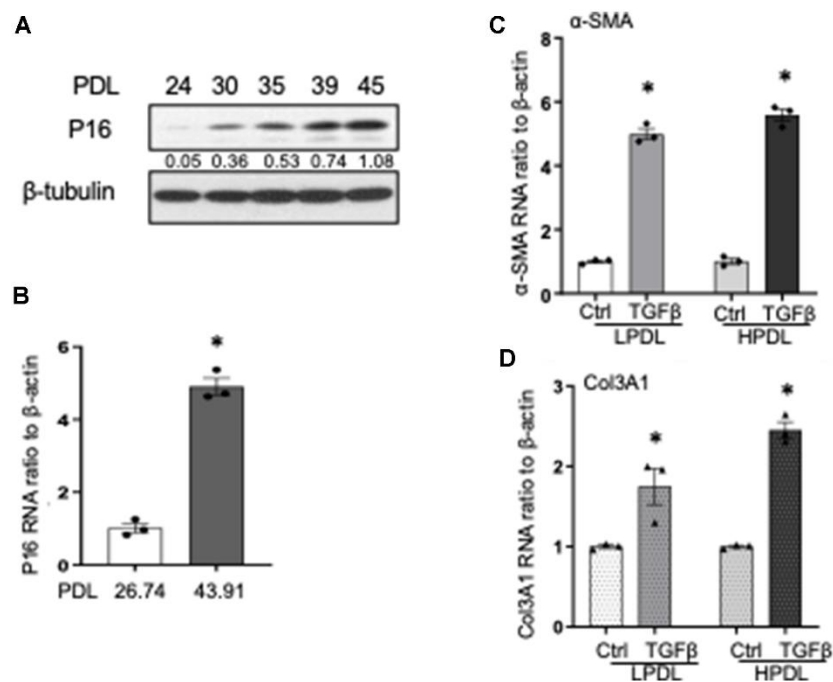 A
PDL 24 30 35 39 45
P16
0.05 0.36 0.53 0.74 1.08
β-tubulin
B
P16 RNA ratio to β-actin
6
4
2
0
*
PDL 26.74 43.91
C
α-SMA
α-SMA RNA ratio to β-actin
8
6
4
2
0
* *
Ctrl TGFβ Ctrl TGFβ
LPDL HPDL
D
Col3A1
Col3A1 RNA ratio to β-actin
3
2
1
0
* *
Ctrl TGFβ Ctrl TGFβ
LPDL HPDL